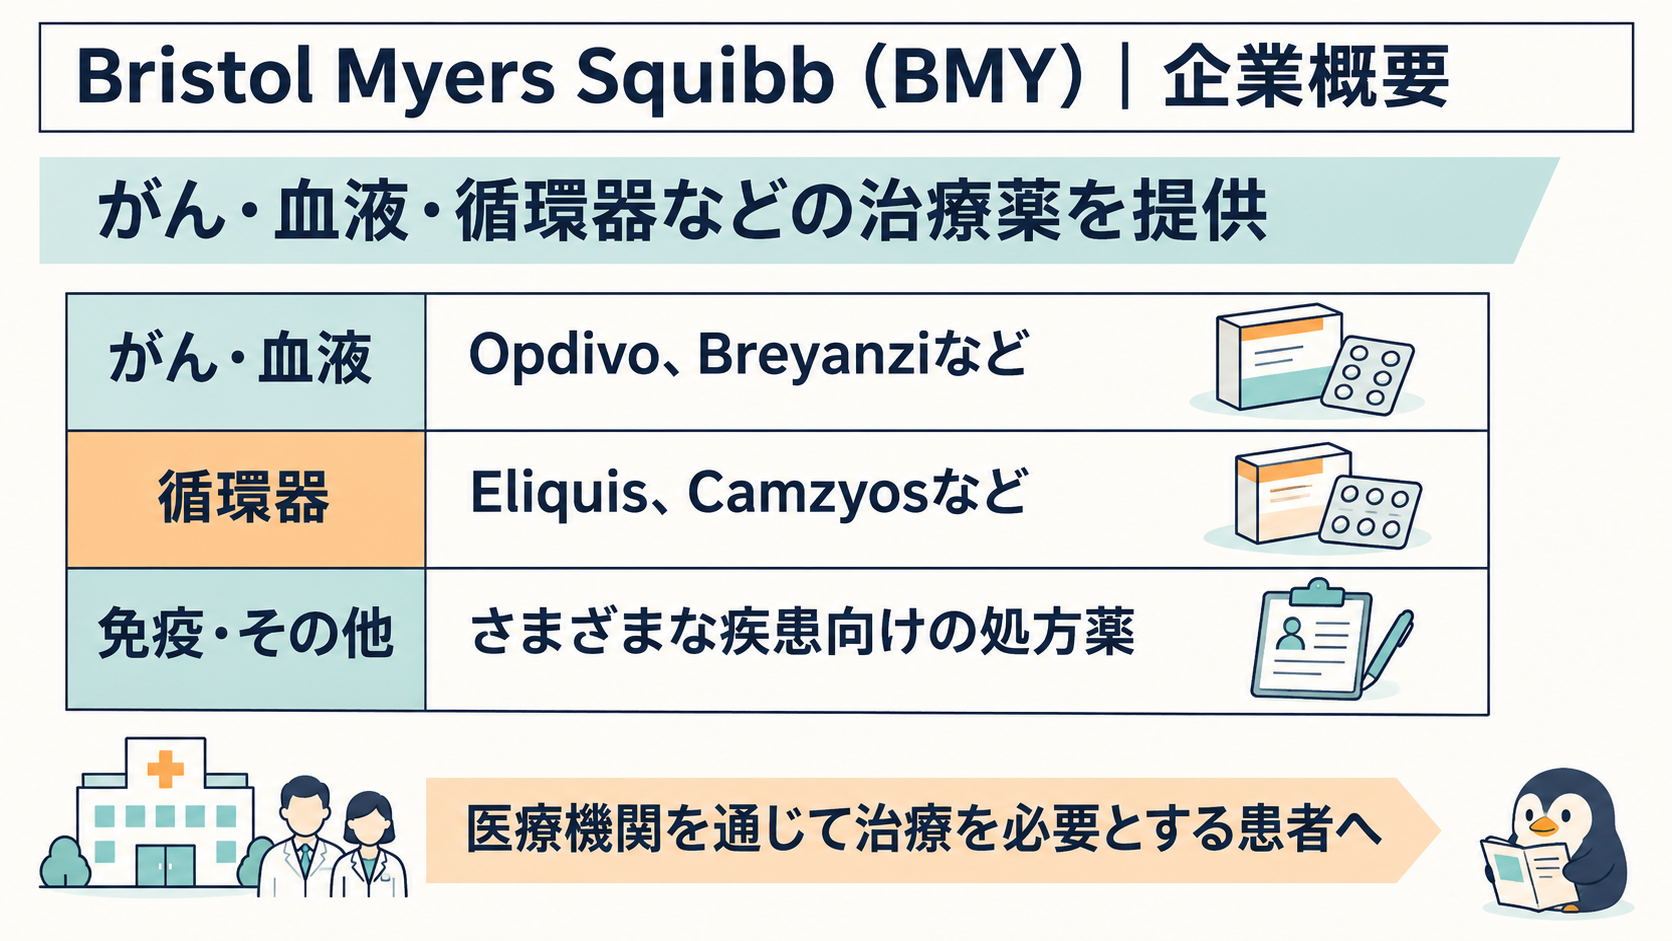 Bristol Myers Squibb（BMY）｜企業概要
がん・血液・循環器などの治療薬を提供
がん・血液
Opdivo、Breyanziなど
循環器
Eliquis、Camzyosなど
免疫・その他
さまざまな疾患向けの処方薬
医療機関を通じて治療を必要とする患者へ